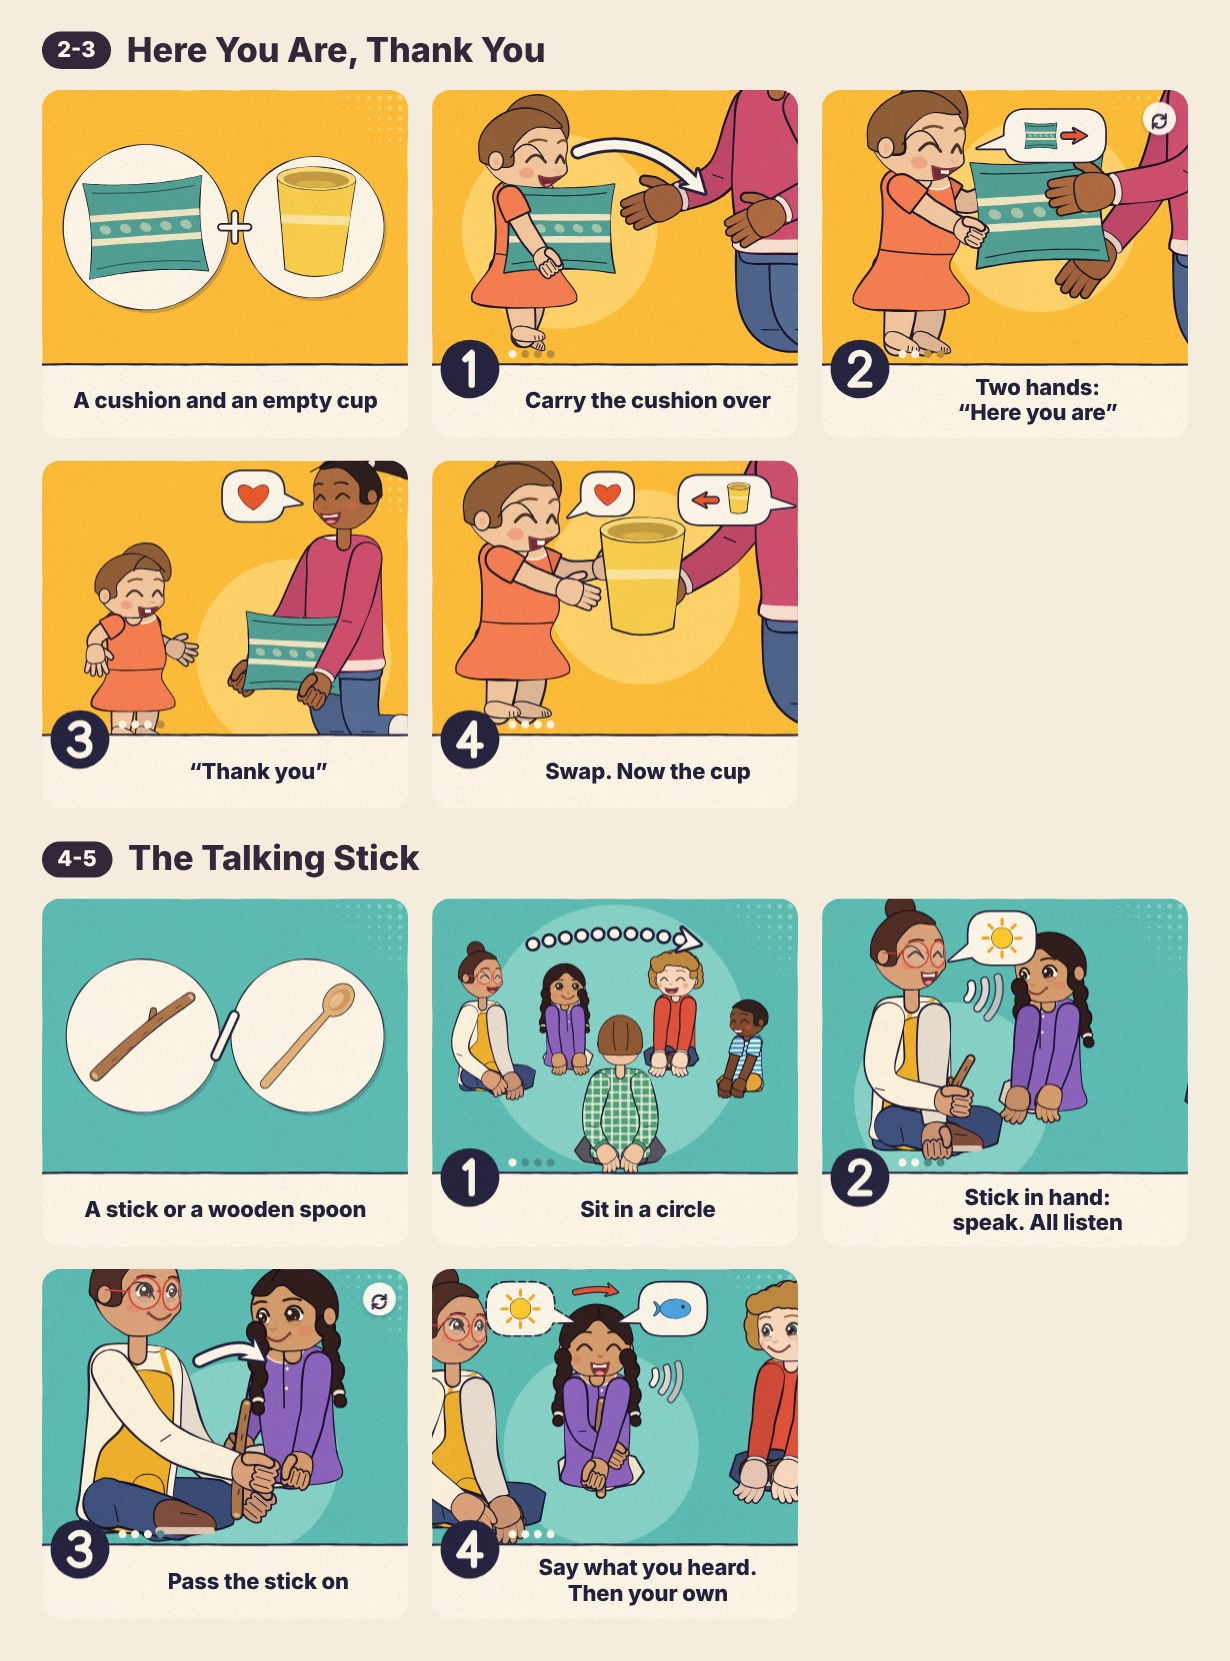 2-3 Here You Are, Thank You
A cushion and an empty cup
1
Carry the cushion over
2
Two hands:
“Here you are”
3
“Thank you”
4
Swap. Now the cup
4-5 The Talking Stick
A stick or a wooden spoon
1
Sit in a circle
2
Stick in hand:
speak. All listen
3
Pass the stick on
4
Say what you heard.
Then your own